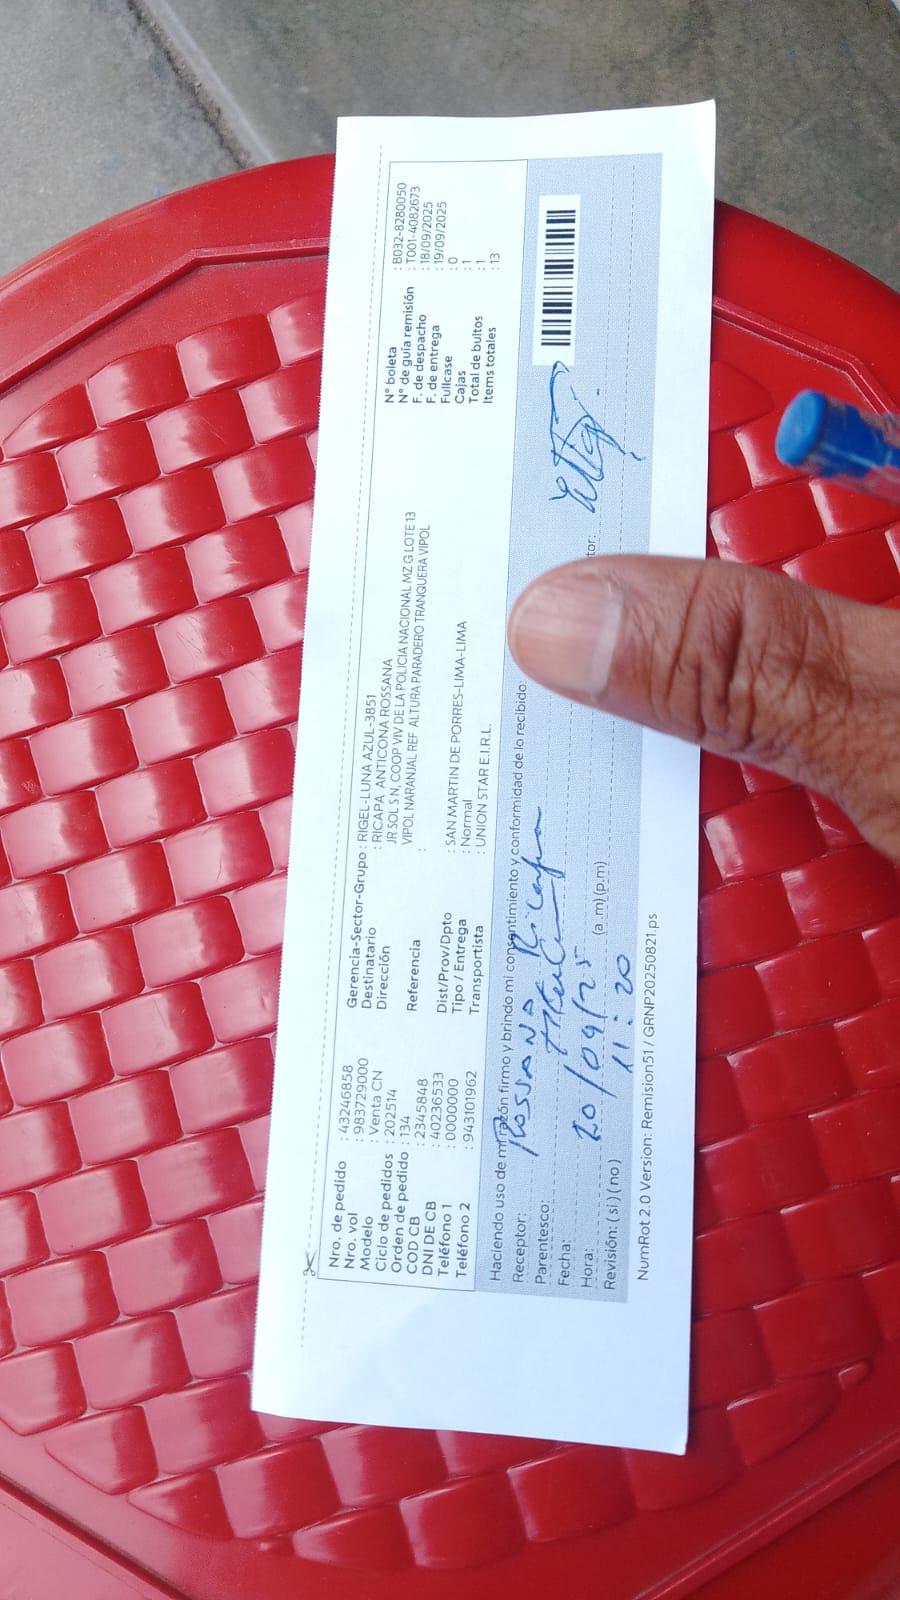 Nro. de pedido : 43246858
Nro. vol : 983729000
Modelo : Venta CN
Ciclo de pedidos : 202514
Orden de pedido : 134
COD CB : 2345848
DNI DE CB : 40236533
Teléfono 1 : 0000000
Teléfono 2 : 943101962
Gerencia-Sector-Grupo : RIGEL-LUNA AZUL-3851
Destinatario : RICAPA ANTICONA ROSSANA
Dirección JR SOL S N, COOP VIV DE LA POLICIA NACIONAL MZ G LOTE 13
VIPOL NARANJAL REF ALTURA PARADERO TRANQUERA VIPOL
Referencia :
Dist/Prov/Dpto : SAN MARTIN DE PORRES-LIMA-LIMA
Tipo / Entrega : Normal
Transportista : UNION STAR E.I.R.L.
N° boleta : B032-8280050
N° de guía remisión : T001-4082673
F. de despacho : 18/09/2025
F. de entrega : 19/09/2025
Fullcase : 0
Cajas : 1
Total de bultos : 1
Items totales : 13
Haciendo uso de mi razón firmo y brindo mi consentimiento y conformidad de lo recibido:
Receptor: Rossana Ricapa
Parentesco:
Fecha: 20/09/25
Hora: 11:20 (a.m)(p.m)
Revisión: (si)(no)
tor:
NumRot 2.0 Version: Remision51 / GRNP20250821.ps